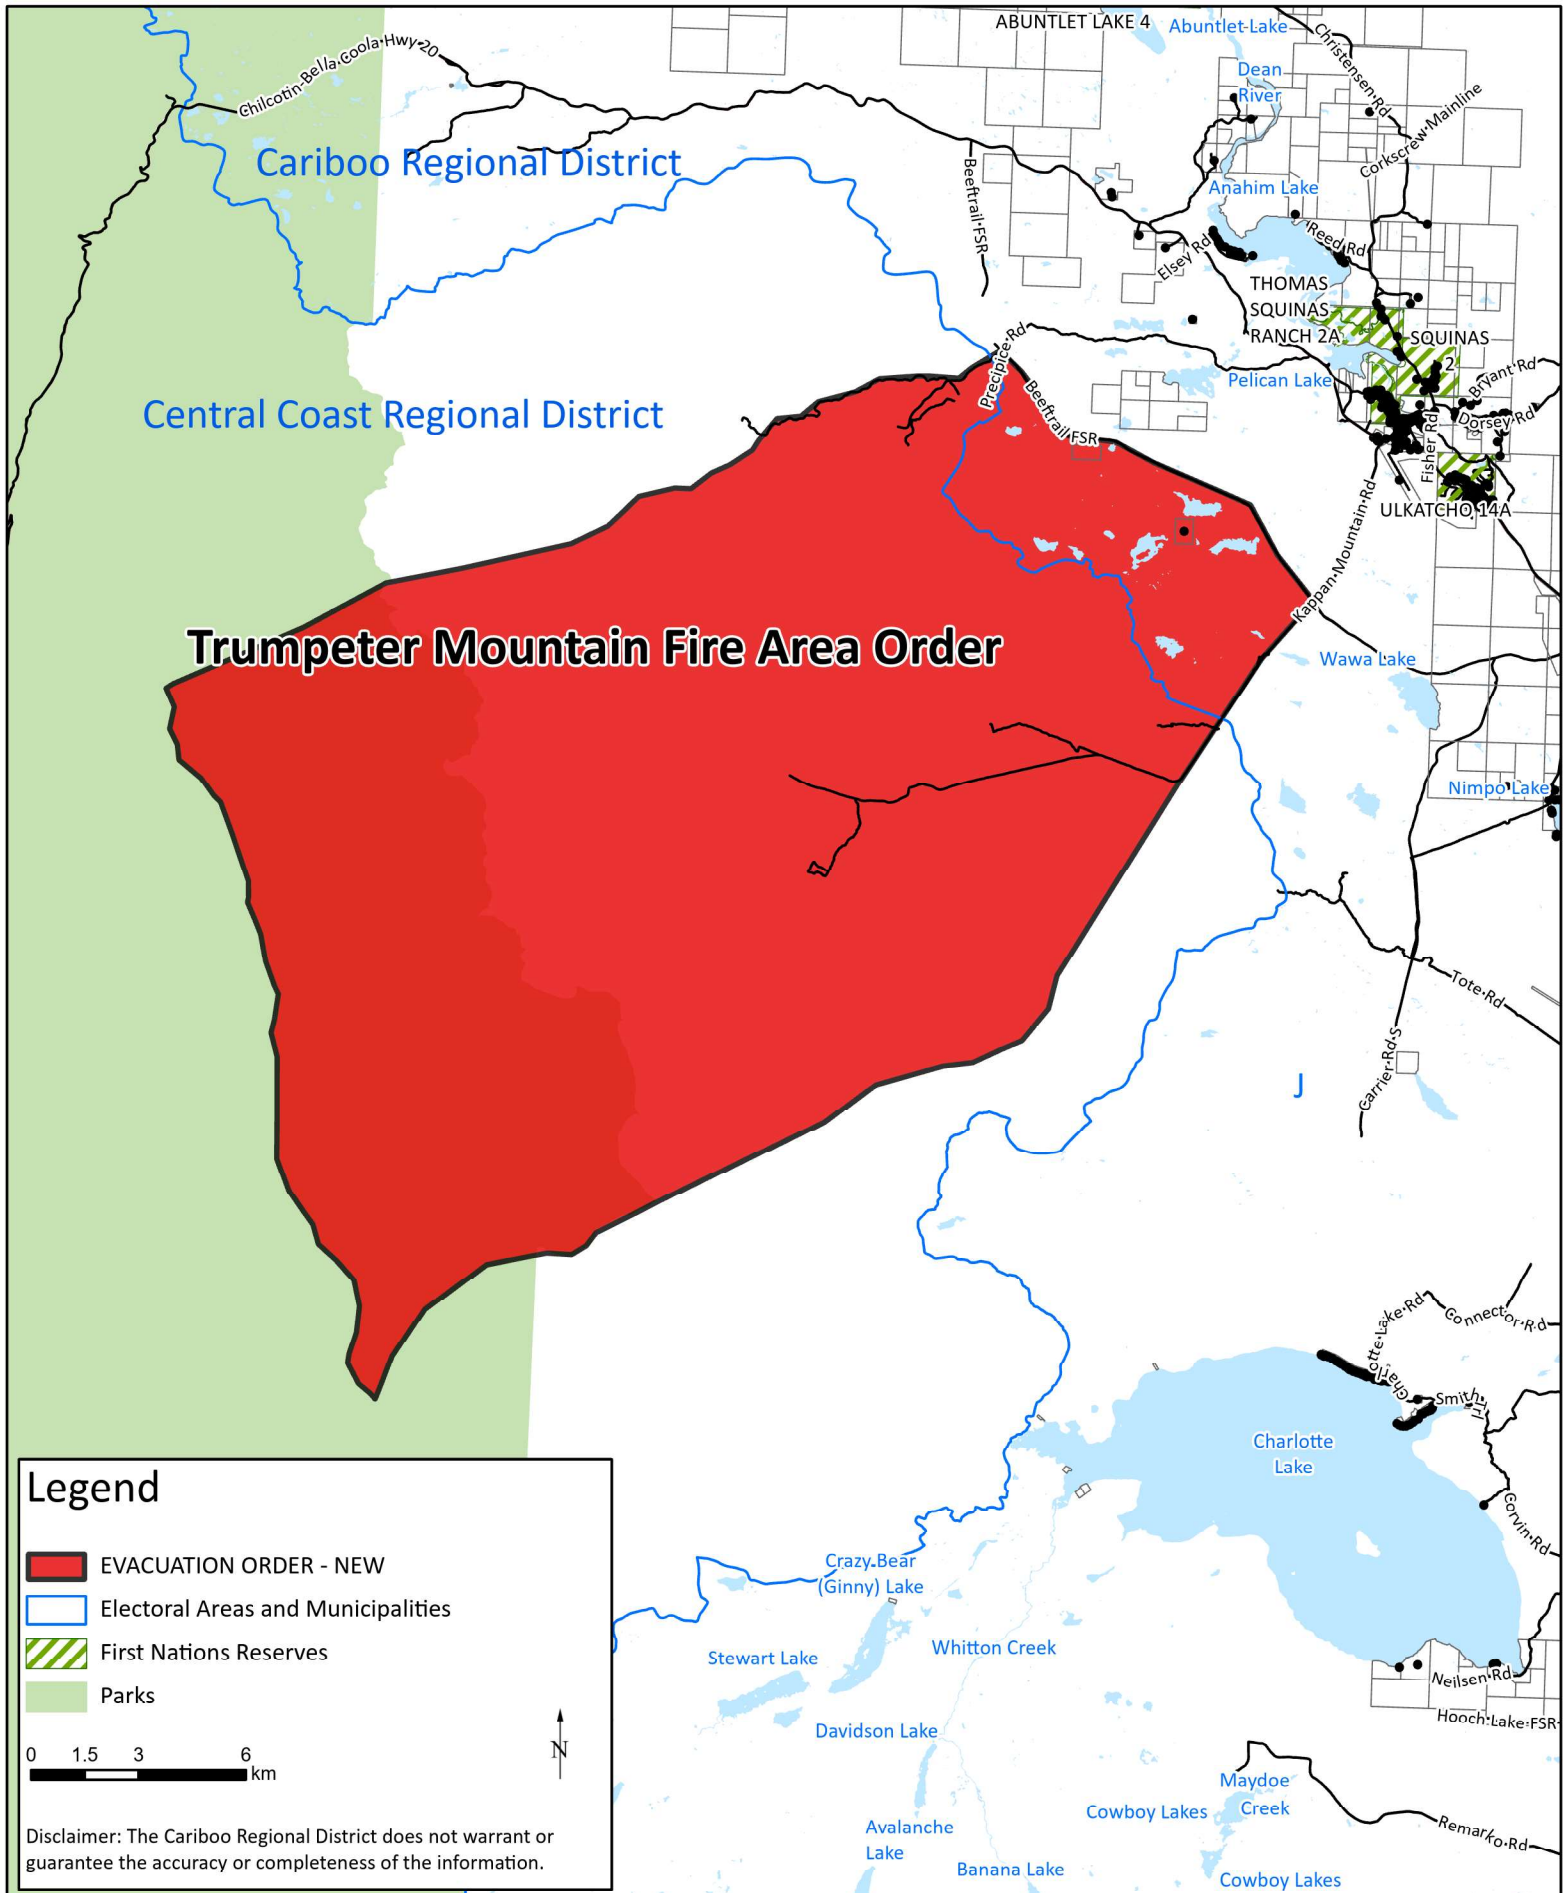 ABUNTLET LAKE 4
Abuntlet Lake
Christensen Rd
Chilcotin-Bella Coola Hwy 20
Dean
River
Corkscrew Mainline
Cariboo Regional District
Beeftrail FSR
Anahim Lake
Elsey Rd
Reed Rd
THOMAS
SQUINAS
RANCH 2A
SQUINAS
2
Precipice Rd
Pelican Lake
Bryant Rd
Central Coast Regional District
Beeftrail FSR
Dorsey Rd
Fisher Rd
ULKATCHO 14A
Kappan Mountain Rd
Trumpeter Mountain Fire Area Order
Wawa Lake
Nimpo Lake
Tote Rd
Carrier Rd S
J
Charlotte Lake Rd
Connector Rd
Smith Trl
Charlotte
Lake
Corvin Rd
Crazy Bear
(Ginny) Lake
Whitton Creek
Stewart Lake
Neilsen Rd
Hooch Lake FSR
Davidson Lake
Maydoe
Creek
Cowboy Lakes
Remarko Rd
Avalanche
Lake
Banana Lake
Cowboy Lakes
Legend
EVACUATION ORDER - NEW
Electoral Areas and Municipalities
First Nations Reserves
Parks
0 1.5 3 6
km
N
Disclaimer: The Cariboo Regional District does not warrant or
guarantee the accuracy or completeness of the information.